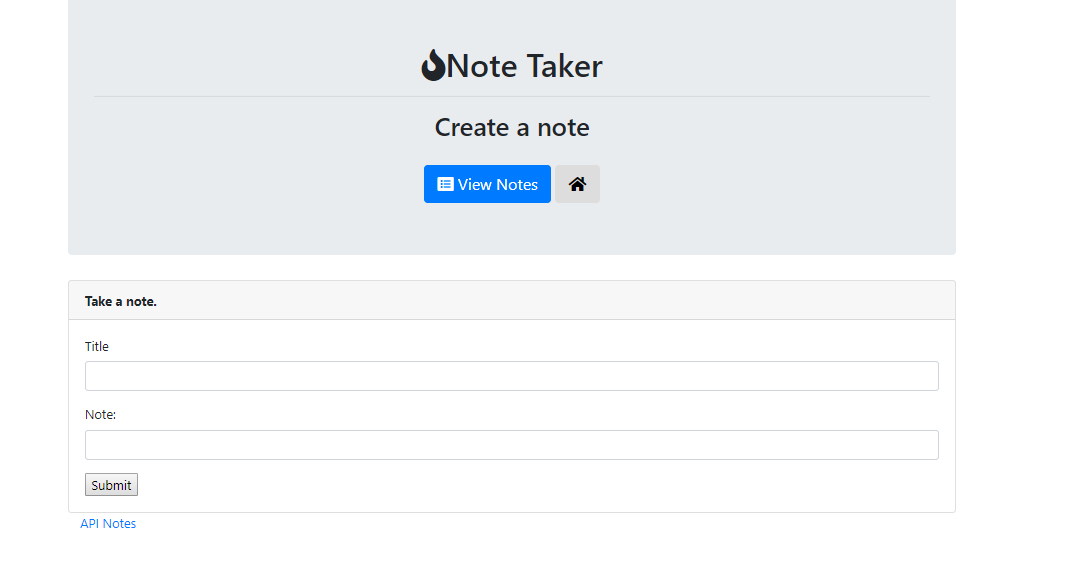 Note Taker
Create a note
View Notes
Take a note.
Title
Note:
Submit
API Notes